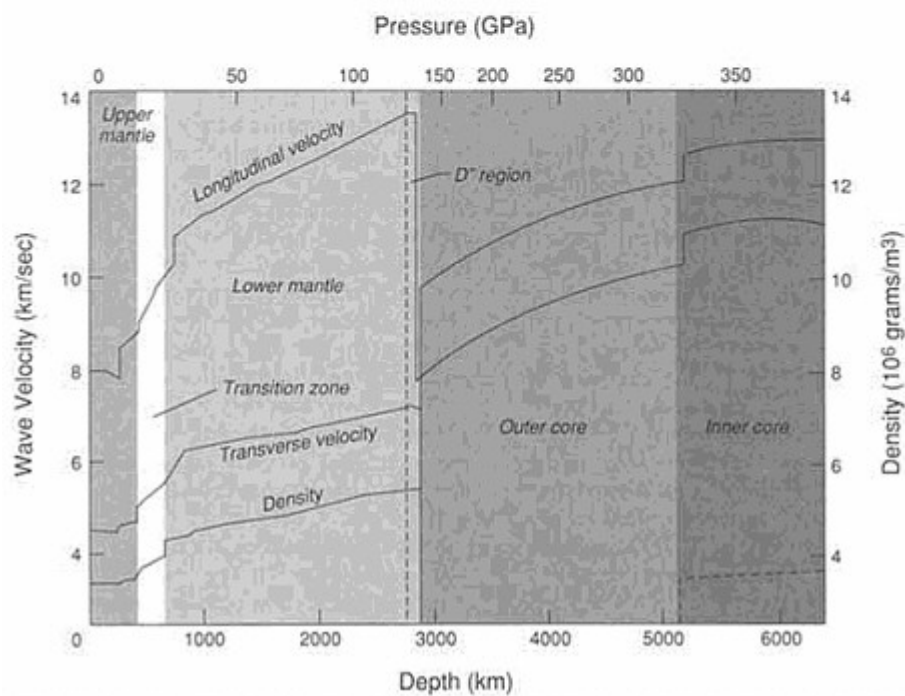 Pressure (GPa)
0 50 100 150 200 250 300 350
14 14
Upper
mantle
Longitudinal velocity
12 D" region 12
10 Lower mantle 10
8 8
Transition zone
Transverse velocity Outer core Inner core
6 6
Density
4 4
0 1000 2000 3000 4000 5000 6000
Depth (km)
Wave Velocity (km/sec)
Density (10⁶ grams/m³)